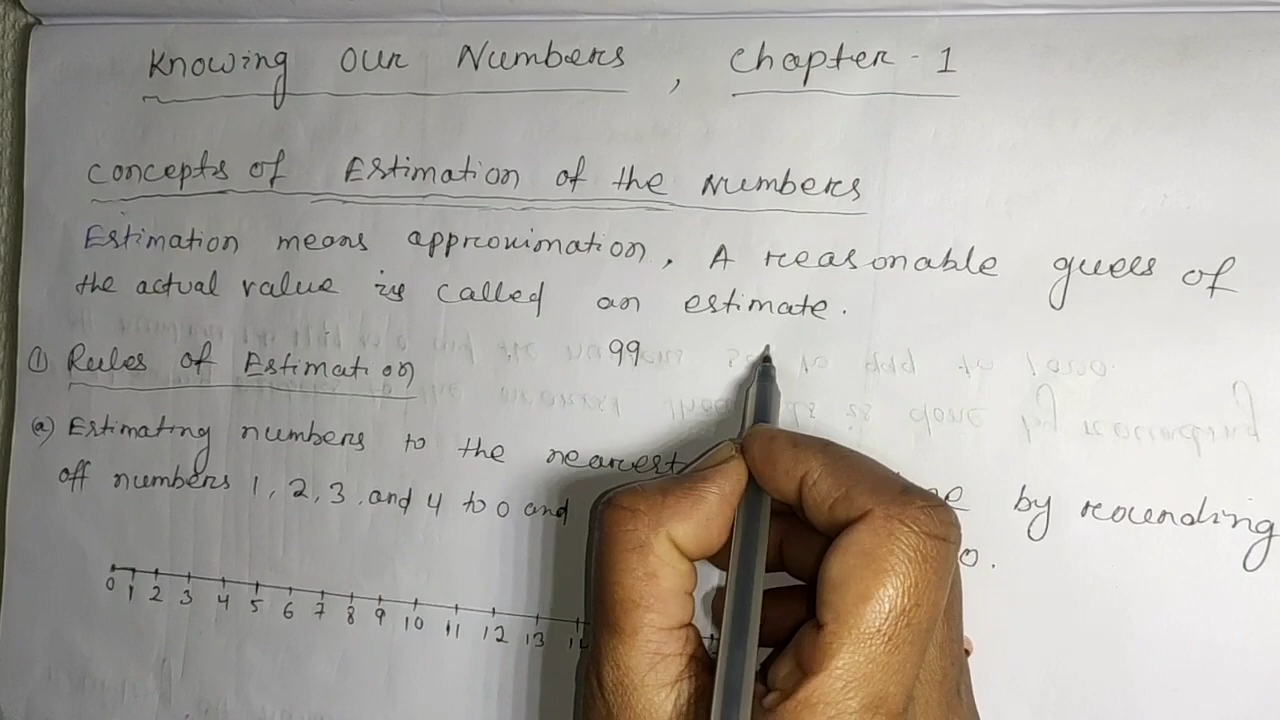 Knowing Our Numbers, Chapter - 1
Concepts of Estimation of the Numbers
Estimation means approximation, A reasonable guess of
the actual value is called an estimate.
① Rules of Estimation 99
(a) Estimating numbers to the nearest by rounding
off numbers 1, 2, 3, and 4 to 0 and 0.
0 1 2 3 4 5 6 7 8 9 10 11 12 13